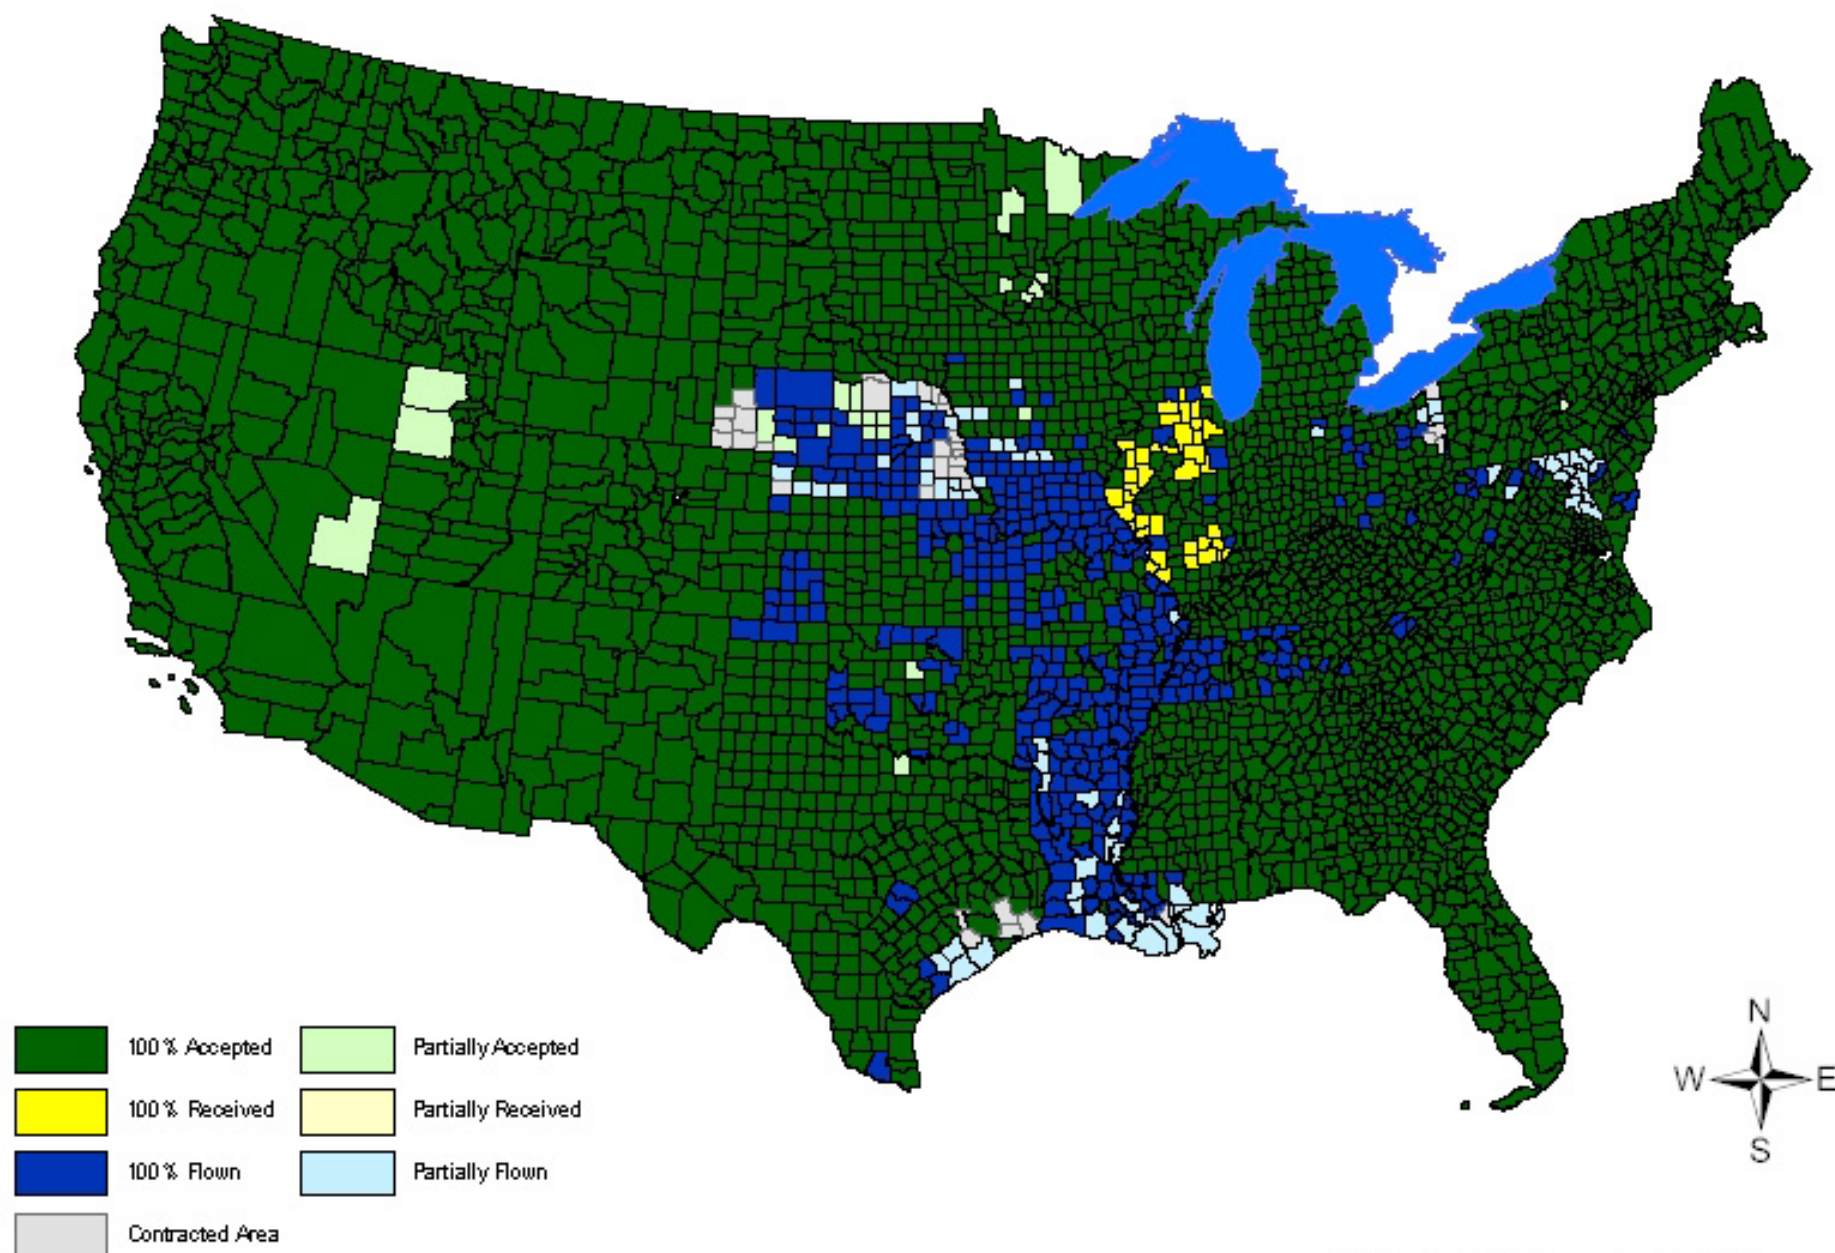 N
W E
S
100% Accepted Partially Accepted
100% Received Partially Received
100% Flown Partially Flown
Contracted Area